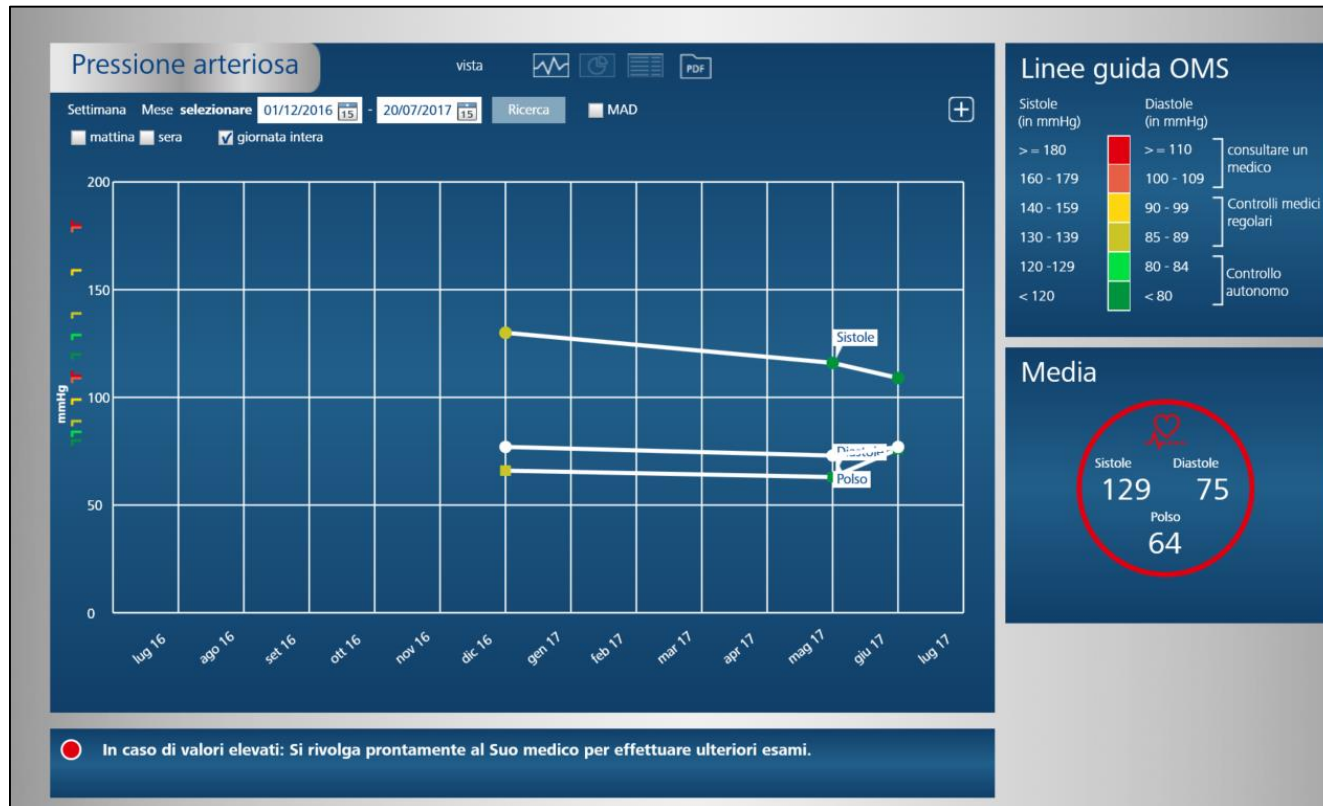 Pressione arteriosa
vista
PDF
Settimana Mese selezionare 01/12/2016 15 - 20/07/2017 15 Ricerca MAD
mattina sera giornata intera
200
150
100
50
0
mmHg
Sistole
Diastole
Polso
lug 16 ago 16 set 16 ott 16 nov 16 dic 16 gen 17 feb 17 mar 17 apr 17 mag 17 giu 17 lug 17
In caso di valori elevati: Si rivolga prontamente al Suo medico per effettuare ulteriori esami.
Linee guida OMS
Sistole Diastole
(in mmHg) (in mmHg)
> = 180 > = 110 consultare un
160 - 179 100 - 109 medico
140 - 159 90 - 99 Controlli medici
130 - 139 85 - 89 regolari
120 -129 80 - 84 Controllo
< 120 < 80 autonomo
Media
Sistole Diastole
129 75
Polso
64